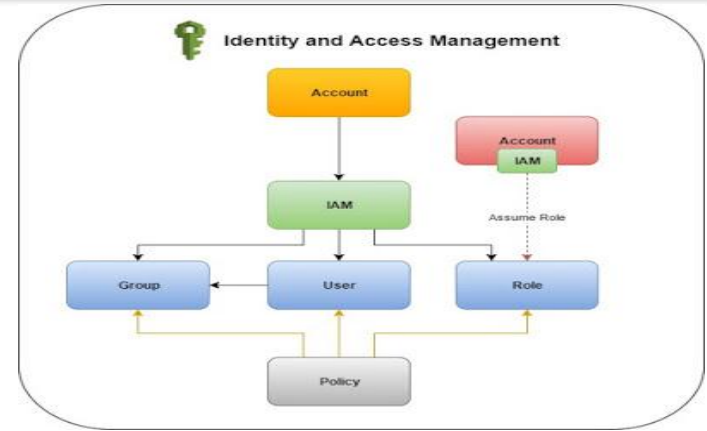 Identity and Access Management
Account
Account
IAM
IAM
Assume Role
Group
User
Role
Policy